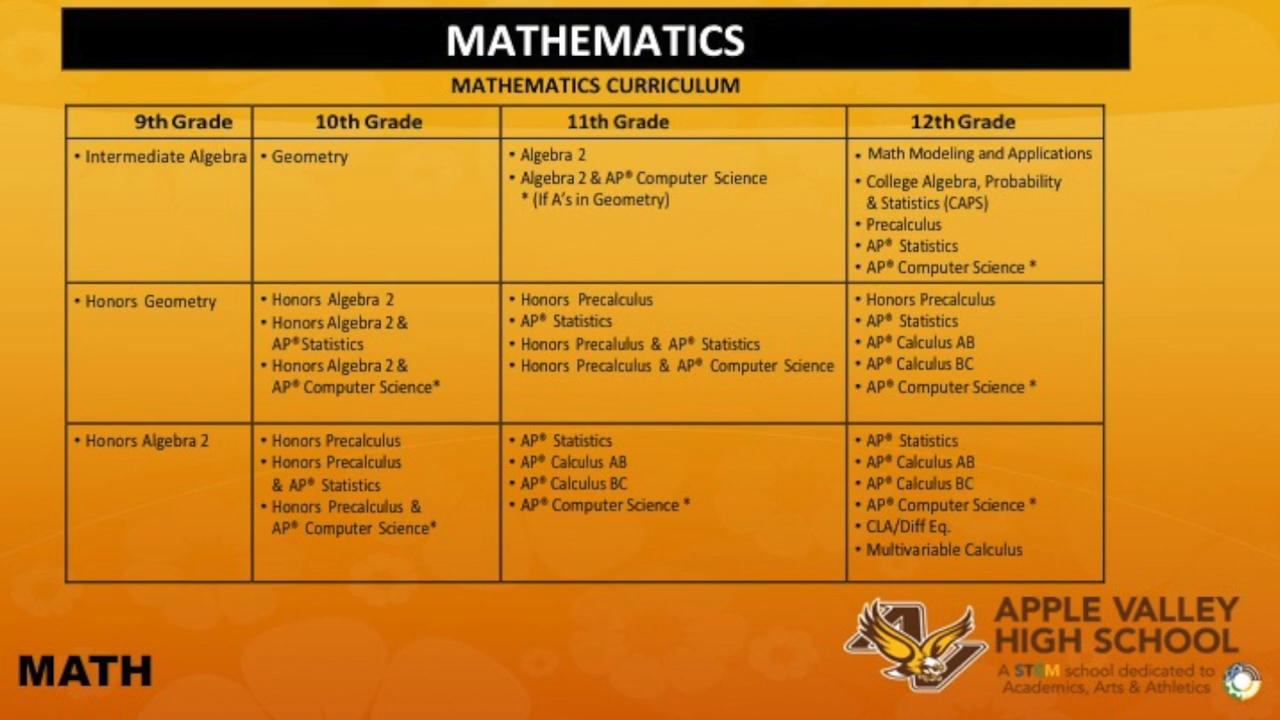 MATHEMATICS
MATHEMATICS CURRICULUM
9th Grade
10th Grade
11th Grade
12th Grade
• Intermediate Algebra
• Geometry
• Algebra 2
• Algebra 2 & AP® Computer Science
* (If A's in Geometry)
• Math Modeling and Applications
• College Algebra, Probability
& Statistics (CAPS)
• Precalculus
• AP® Statistics
• AP® Computer Science *
• Honors Geometry
• Honors Algebra 2
• Honors Algebra 2 &
AP® Statistics
• Honors Algebra 2 &
AP® Computer Science*
• Honors Precalculus
• AP® Statistics
• Honors Precalulus & AP® Statistics
• Honors Precalculus & AP® Computer Science
• Honors Precalculus
• AP® Statistics
• AP® Calculus AB
• AP® Calculus BC
• AP® Computer Science *
• Honors Algebra 2
• Honors Precalculus
• Honors Precalculus
& AP® Statistics
• Honors Precalculus &
AP® Computer Science*
• AP® Statistics
• AP® Calculus AB
• AP® Calculus BC
• AP® Computer Science *
• AP® Statistics
• AP® Calculus AB
• AP® Calculus BC
• AP® Computer Science *
• CLA/Diff Eq.
• Multivariable Calculus
MATH
APPLE VALLEY
HIGH SCHOOL
A STEM school dedicated to
Academics, Arts & Athletics